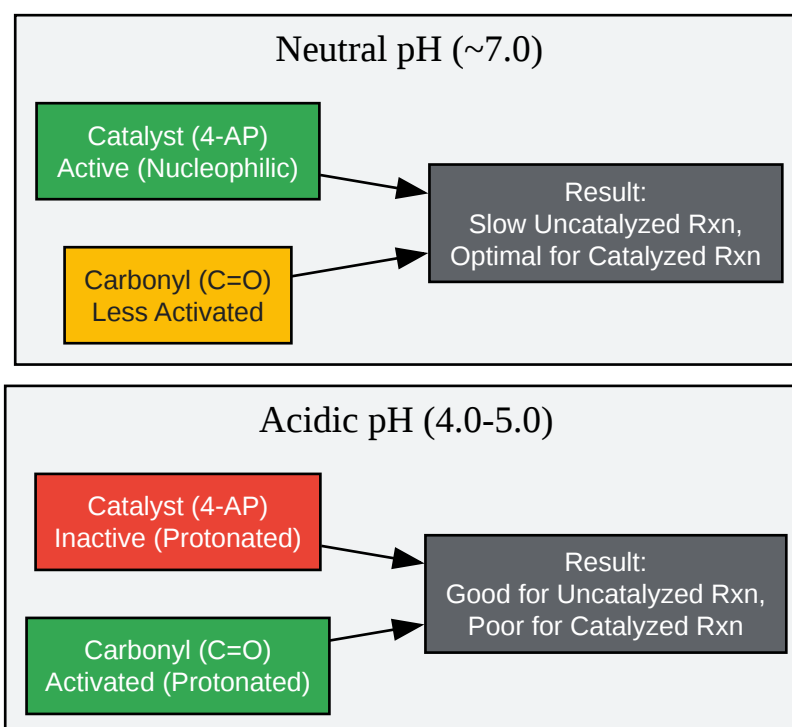 Neutral pH (~7.0)
Catalyst (4-AP)
Active (Nucleophilic)
Carbonyl (C=O)
Less Activated
Result:
Slow Uncatalyzed Rxn,
Optimal for Catalyzed Rxn
Acidic pH (4.0-5.0)
Catalyst (4-AP)
Inactive (Protonated)
Carbonyl (C=O)
Activated (Protonated)
Result:
Good for Uncatalyzed Rxn,
Poor for Catalyzed Rxn